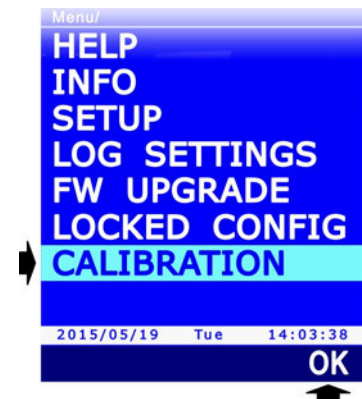 Menu/
HELP
INFO
SETUP
LOG SETTINGS
FW UPGRADE
LOCKED CONFIG
CALIBRATION
2015/05/19 Tue 14:03:38
OK